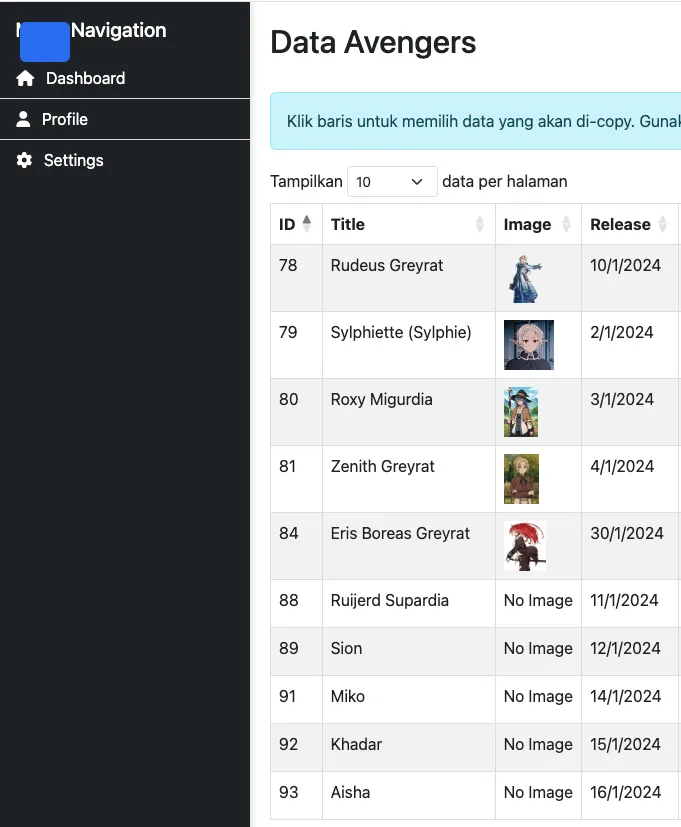 Navigation
Dashboard
Profile
Settings
Data Avengers
Klik baris untuk memilih data yang akan di-copy.
Tampilkan 10 data per halaman
ID Title Image Release
78 Rudeus Greyrat 10/1/2024
79 Sylphiette (Sylphie) 2/1/2024
80 Roxy Migurdia 3/1/2024
81 Zenith Greyrat 4/1/2024
84 Eris Boreas Greyrat 30/1/2024
88 Ruijerd Supardia No Image 11/1/2024
89 Sion No Image 12/1/2024
91 Miko No Image 14/1/2024
92 Khadar No Image 15/1/2024
93 Aisha No Image 16/1/2024